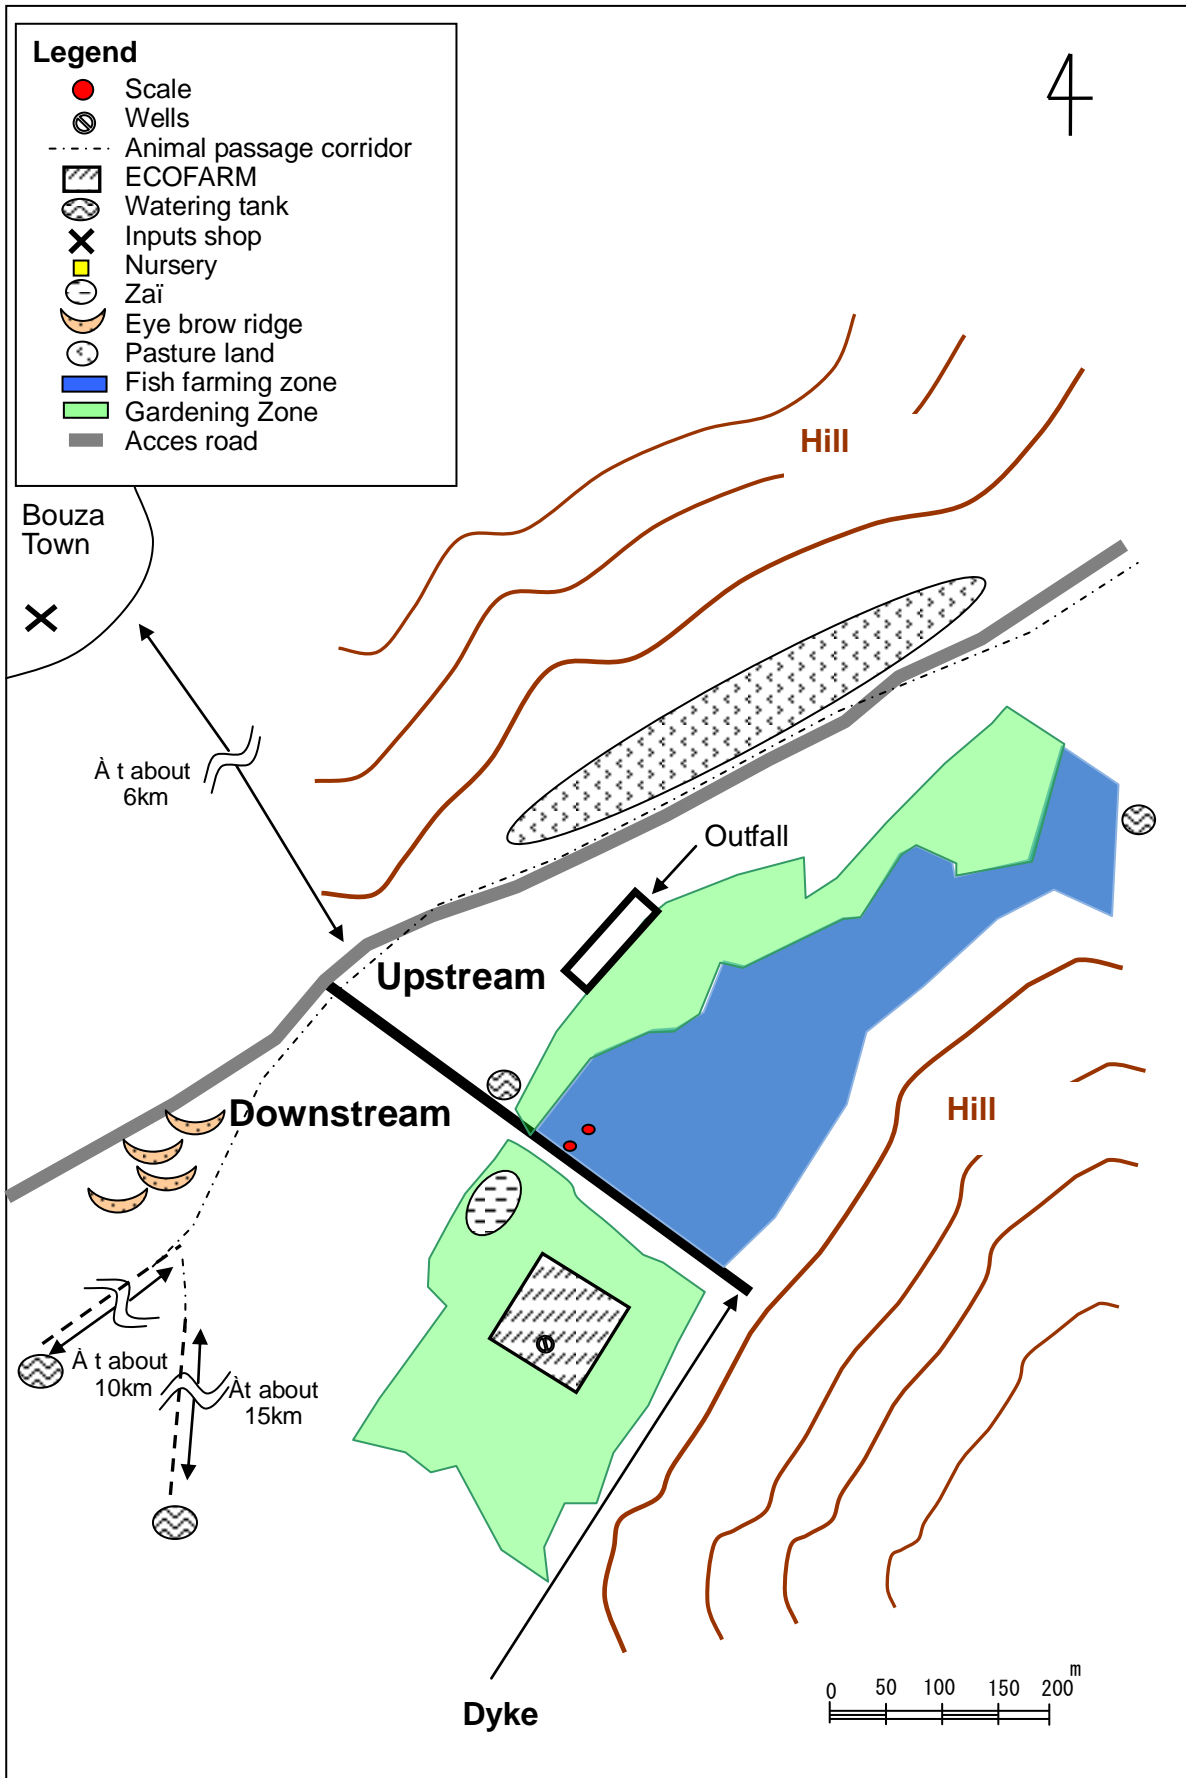 Legend
Scale
Wells
Animal passage corridor
ECOFARM
Watering tank
Inputs shop
Nursery
Zaï
Eye brow ridge
Pasture land
Fish farming zone
Gardening Zone
Acces road
Bouza
Town
Hill
À t about
6km
Outfall
Upstream
Downstream
Hill
À t about
10km
Àt about
15km
Dyke
0 50 100 150 200 m